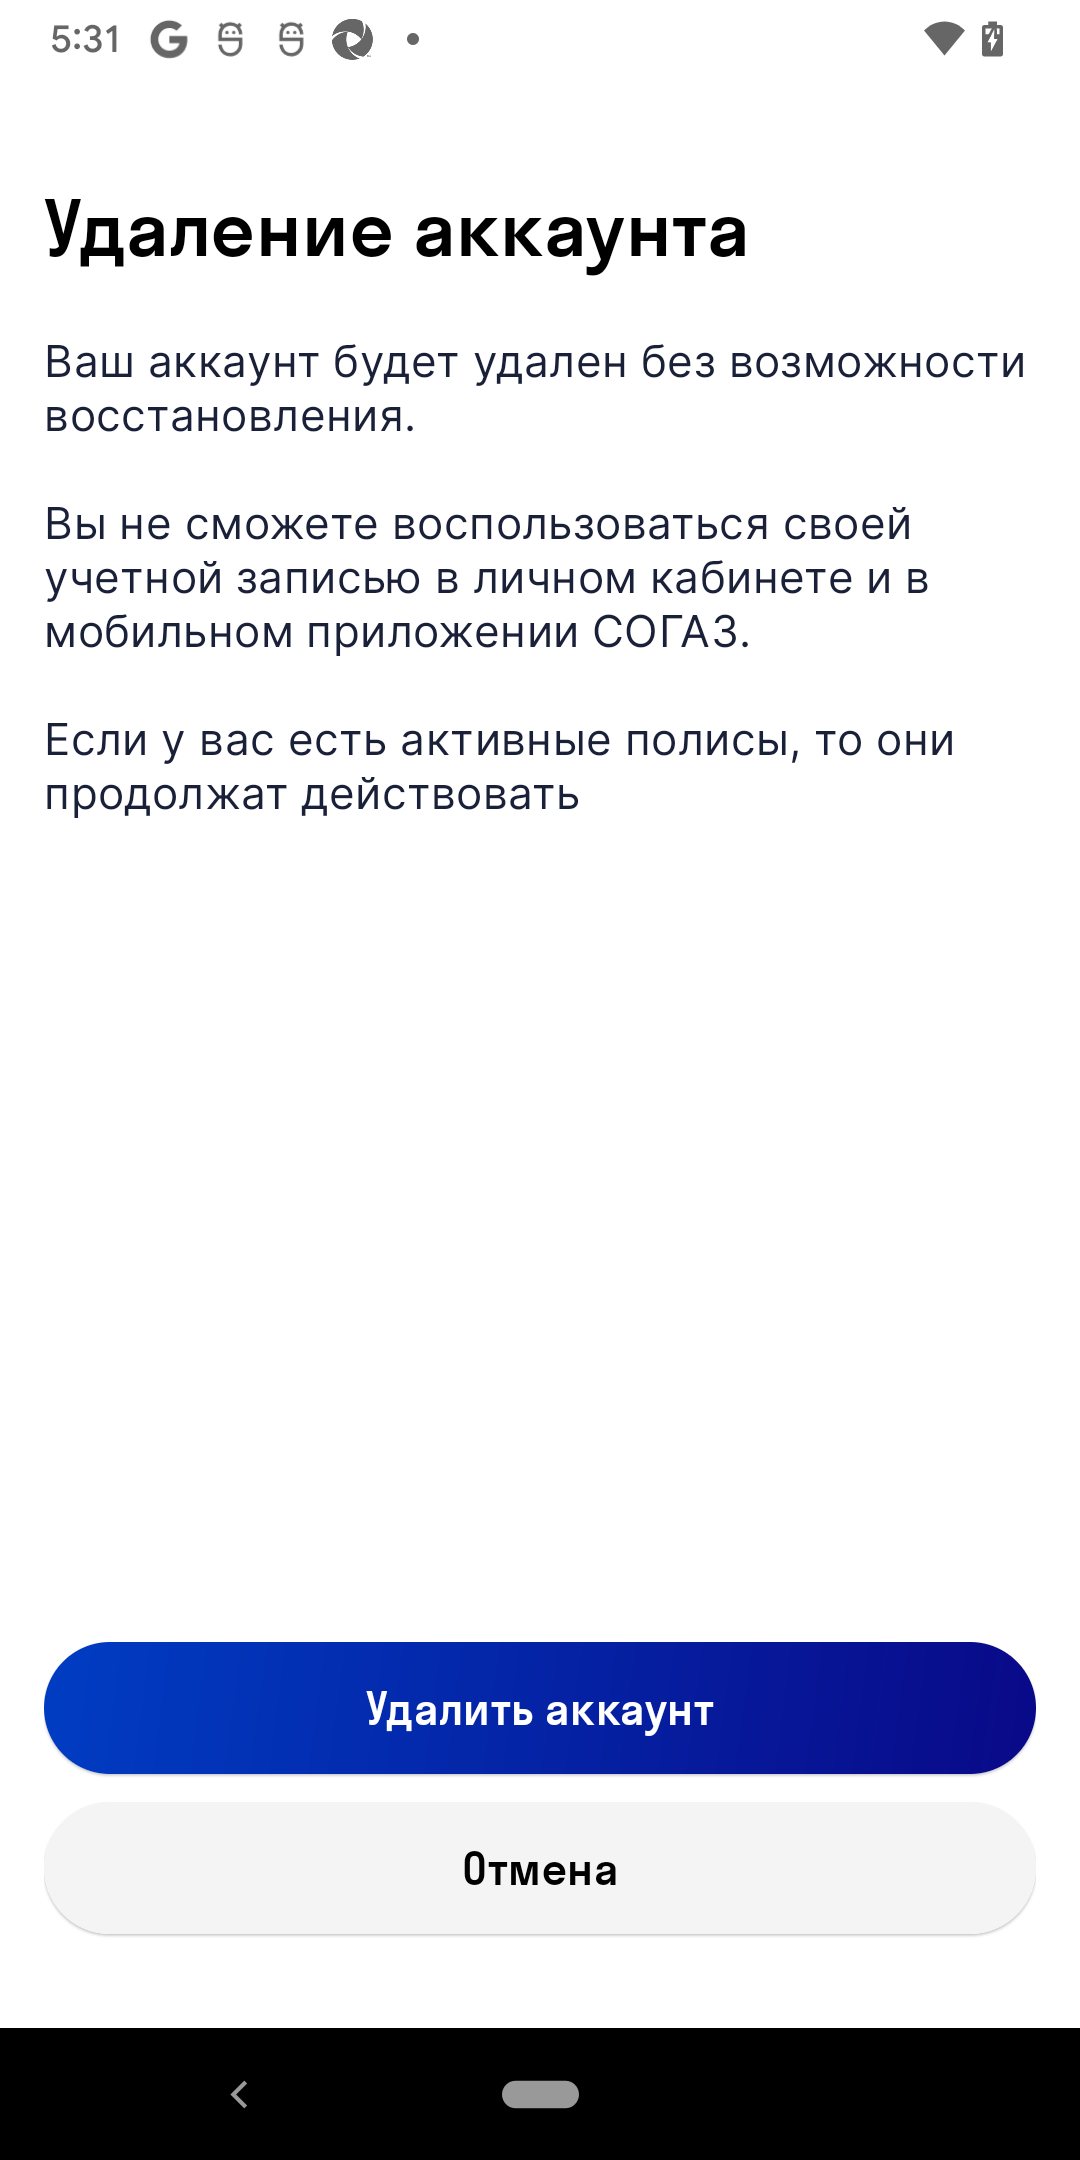 5:31
Удаление аккаунта
Ваш аккаунт будет удален без возможности
восстановления.
Вы не сможете воспользоваться своей
учетной записью в личном кабинете и в
мобильном приложении СОГАЗ.
Если у вас есть активные полисы, то они
продолжат действовать
Удалить аккаунт
Отмена